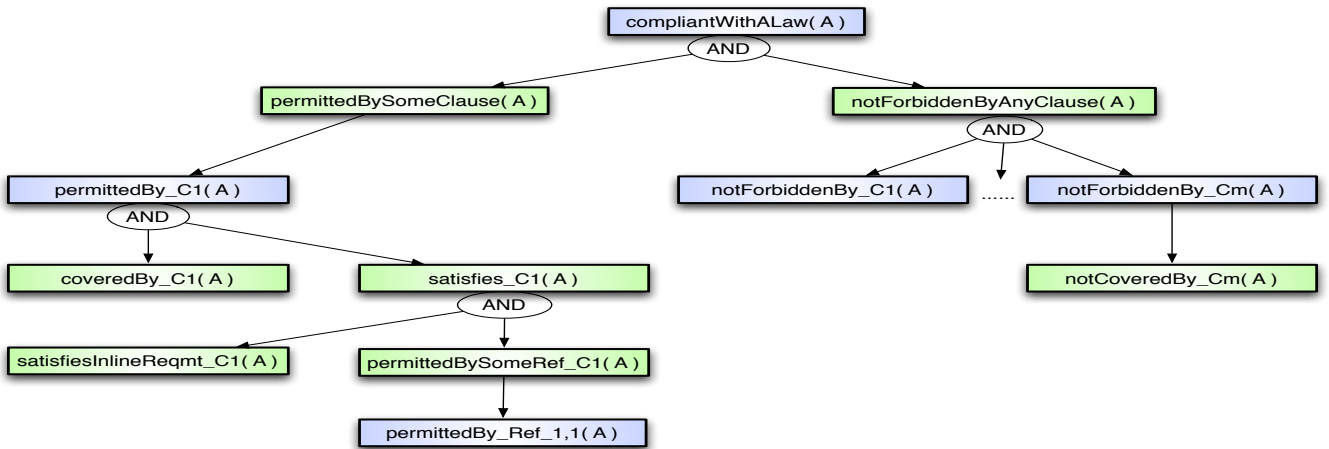 compliantWithALaw( A )
AND
permittedBySomeClause( A )
notForbiddenByAnyClause( A )
AND
permittedBy_C1( A )
notForbiddenBy_C1( A )
......
notForbiddenBy_Cm( A )
AND
coveredBy_C1( A )
satisfies_C1( A )
notCoveredBy_Cm( A )
AND
satisfiesInlineReqmt_C1( A )
permittedBySomeRef_C1( A )
permittedBy_Ref_1,1( A )